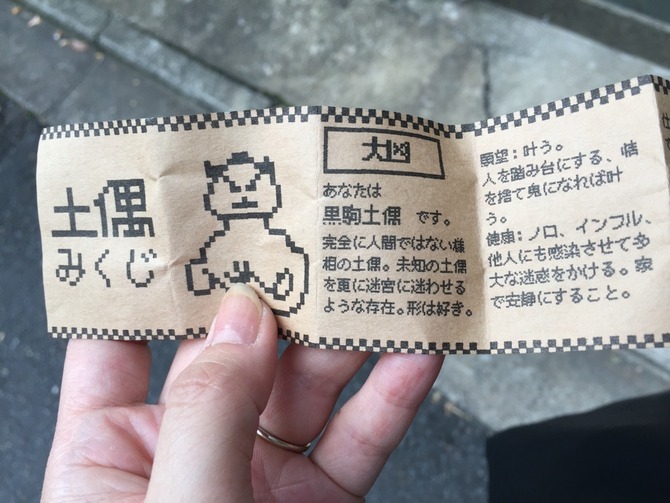 土偶
みくじ
大凶
あなたは
黒駒土偶 です。
完全に人間ではない様
相の土偶。未知の土偶
を更に迷宮に迷わせる
ような存在。形は好き。
願望：叶う。
人を踏み台にする、情
を捨て鬼になれば叶
う。
健康：ノロ、インフル、
他人にも感染させて多
大な迷惑をかける。家
で安静にすること。